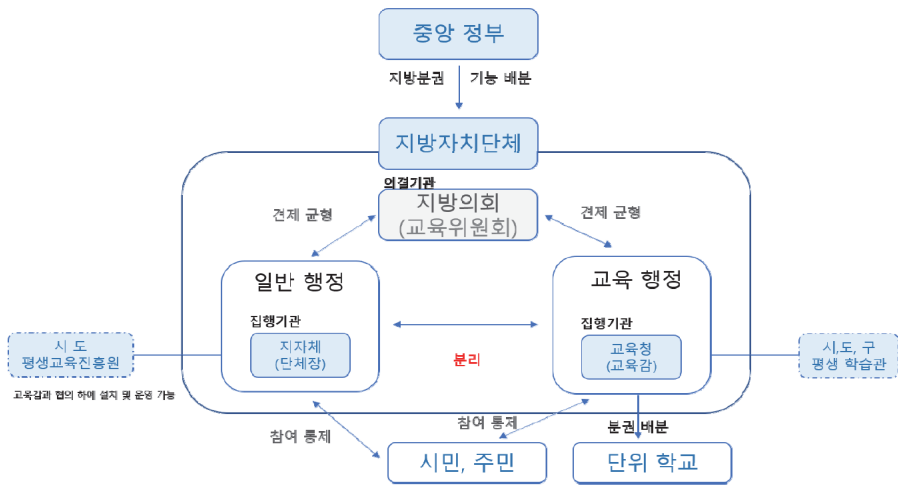 중앙 정부
지방분권 기능 배분
지방자치단체
의결기관
지방의회
(교육위원회)
견제 균형
견제 균형
일반 행정
집행기관
지자체
(단체장)
교육 행정
집행기관
교육청
(교육감)
분리
시 도
평생교육진흥원
교육감과 협의 하에 설치 및 운영 가능
시,도, 구
평생 학습관
참여 통제
참여 통제
분권 배분
시민, 주민
단위 학교